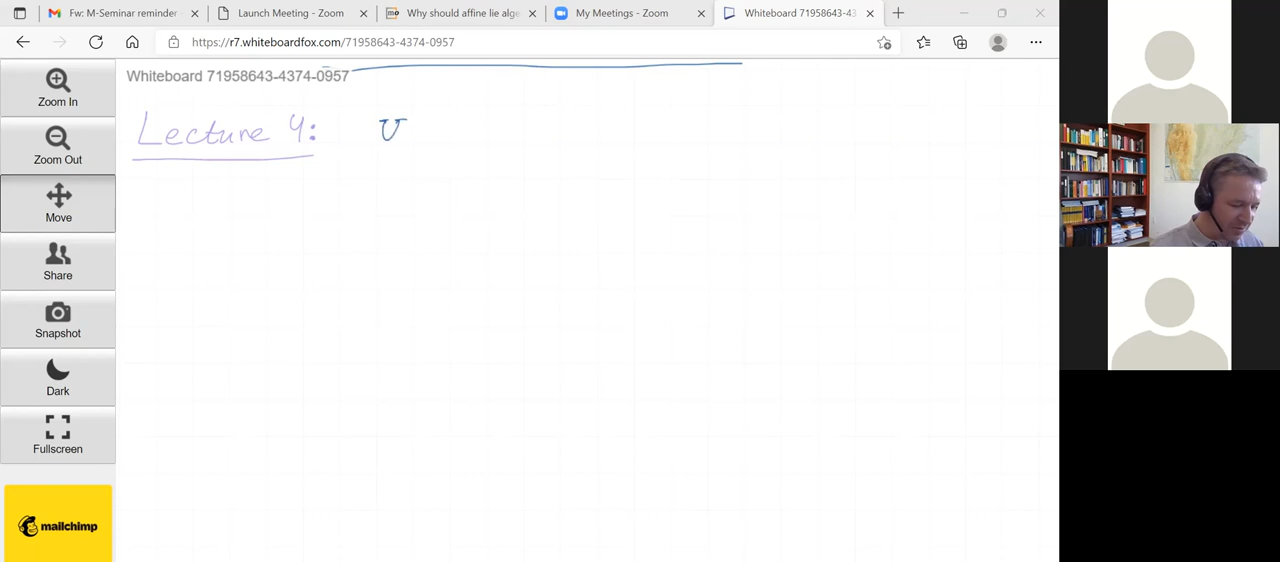 Fw: M-Seminar reminder
Launch Meeting - Zoom
Why should affine lie alge
My Meetings - Zoom
Whiteboard 71958643-43
https://r7.whiteboardfox.com/71958643-4374-0957
Whiteboard 71958643-4374-0957
Zoom In
Zoom Out
Move
Share
Snapshot
Dark
Fullscreen
mailchimp
Lecture 4: U